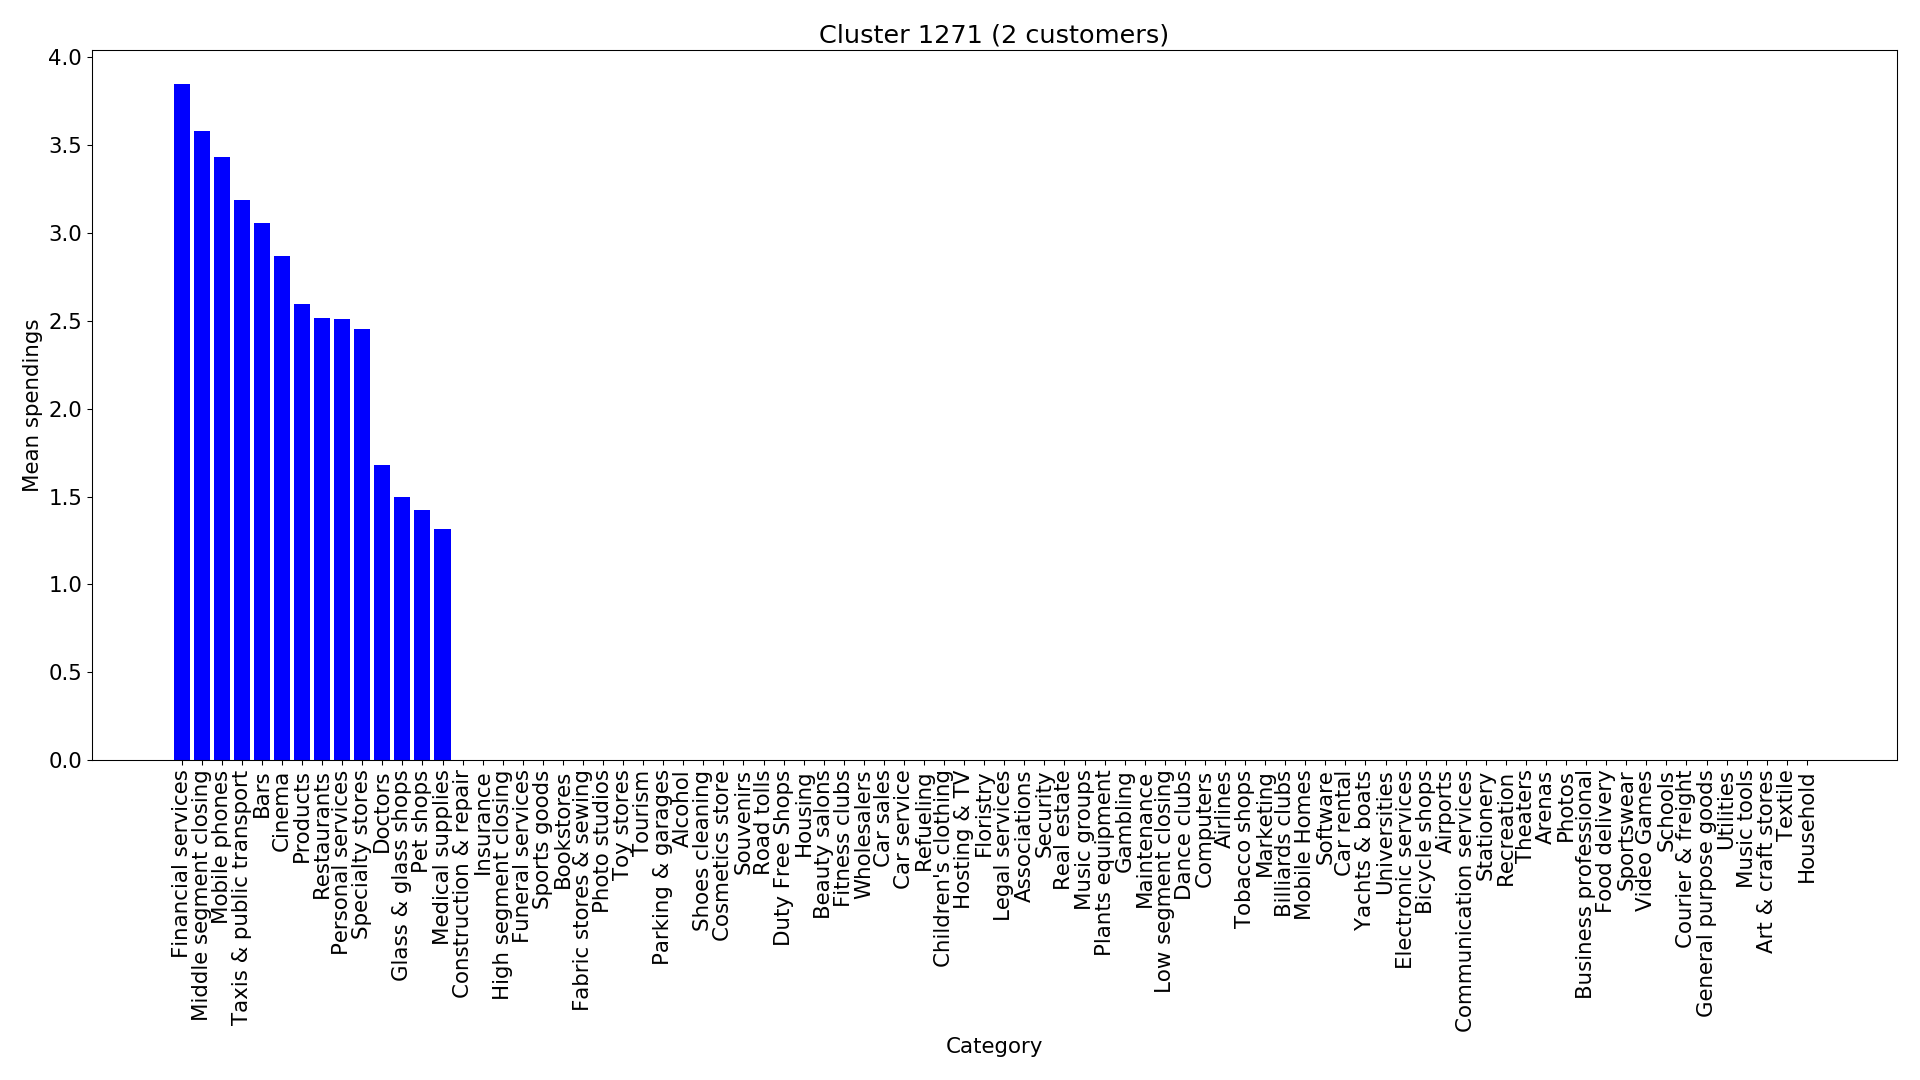 Cluster 1271 (2 customers)
4.0
3.5
3.0
2.5
2.0
1.5
1.0
0.5
0.0
Mean spendings
Financial services
Middle segment closing
Mobile phones
Taxis & public transport
Bars
Cinema
Products
Restaurants
Personal services
Specialty stores
Doctors
Glass & glass shops
Pet shops
Medical supplies
Construction & repair
Insurance
High segment closing
Funeral services
Sports goods
Bookstores
Fabric stores & sewing
Photo studios
Toy stores
Tourism
Parking & garages
Alcohol
Shoes cleaning
Cosmetics store
Souvenirs
Road tolls
Duty Free Shops
Housing
Beauty salons
Fitness clubs
Wholesalers
Car sales
Car service
Refueling
Children's clothing
Hosting & TV
Floristry
Legal services
Associations
Security
Real estate
Music groups
Plants equipment
Gambling
Maintenance
Low segment closing
Dance clubs
Computers
Airlines
Tobacco shops
Marketing
Billiards clubs
Mobile Homes
Software
Car rental
Yachts & boats
Universities
Electronic services
Bicycle shops
Airports
Communication services
Stationery
Recreation
Theaters
Arenas
Photos
Business professional
Food delivery
Sportswear
Video Games
Schools
Courier & freight
General purpose goods
Utilities
Music tools
Art & craft stores
Textile
Household
Category